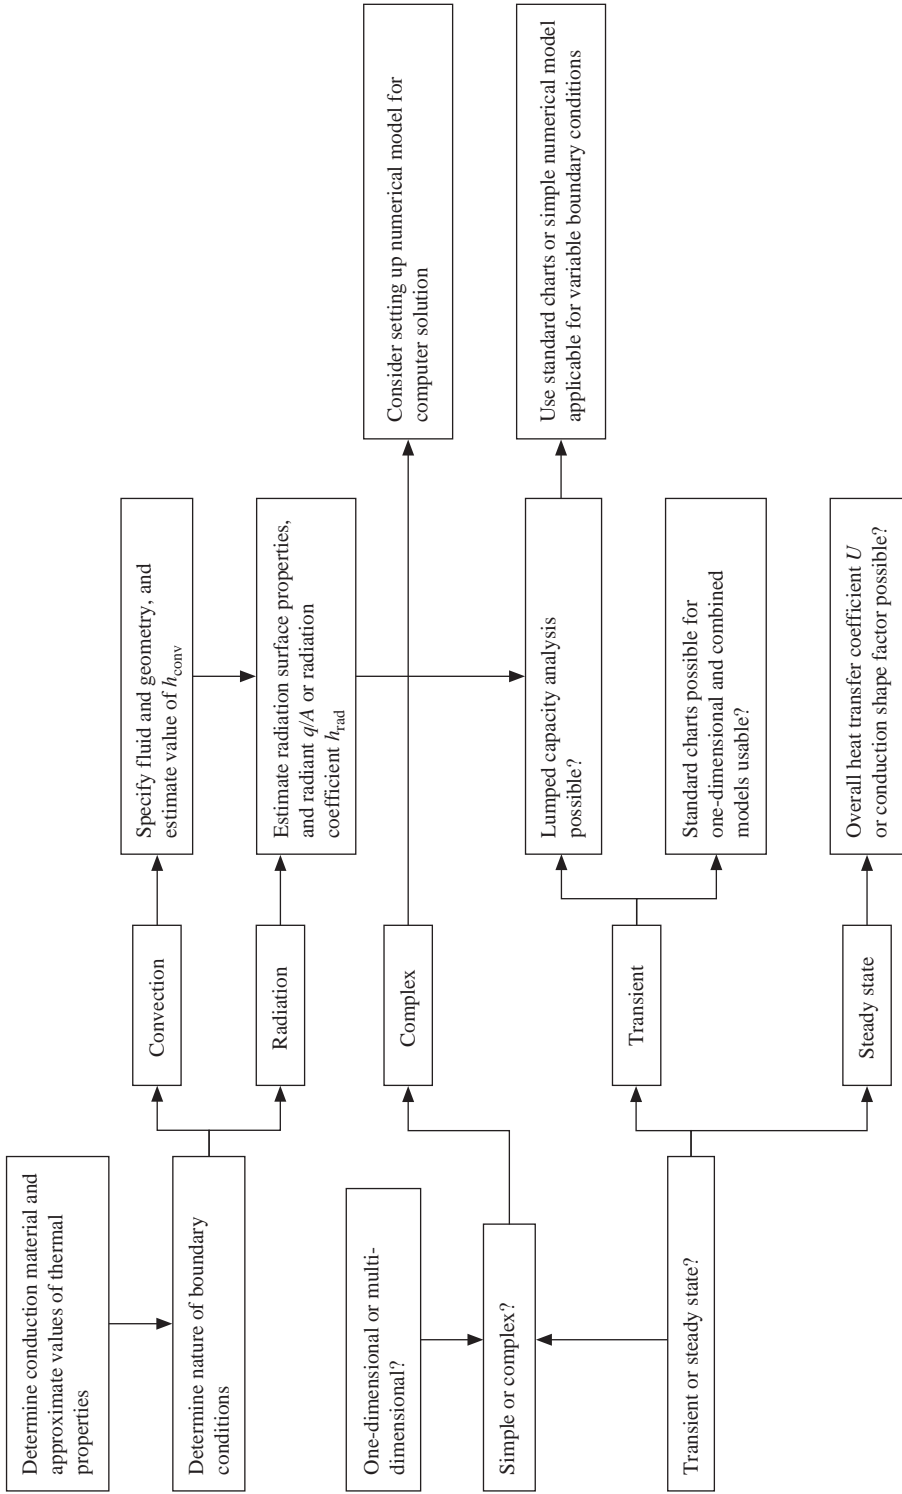 Determine conduction material and
approximate values of thermal
properties
Determine nature of boundary
conditions
Convection
Specify fluid and geometry, and
estimate value of h_conv
Radiation
Estimate radiation surface properties,
and radiant q/A or radiation
coefficient h_rad
One-dimensional or multi-
dimensional?
Simple or complex?
Complex
Consider setting up numerical model for
computer solution
Transient or steady state?
Transient
Lumped capacity analysis
possible?
Use standard charts or simple numerical model
applicable for variable boundary conditions
Standard charts possible for
one-dimensional and combined
models usable?
Steady state
Overall heat transfer coefficient U
or conduction shape factor possible?